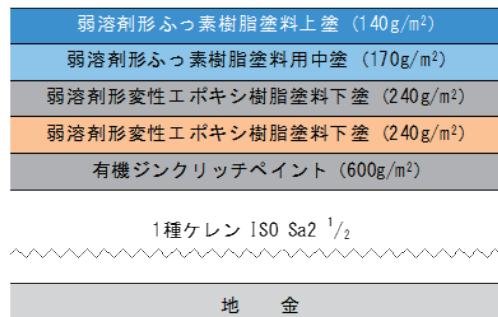 弱溶剤形ふっ素樹脂塗料上塗（140g/m²）
弱溶剤形ふっ素樹脂塗料用中塗（170g/m²）
弱溶剤形変性エポキシ樹脂塗料下塗（240g/m²）
弱溶剤形変性エポキシ樹脂塗料下塗（240g/m²）
有機ジンクリッチペイント（600g/m²）
1種ケレン ISO Sa2 ¹/₂
地　金